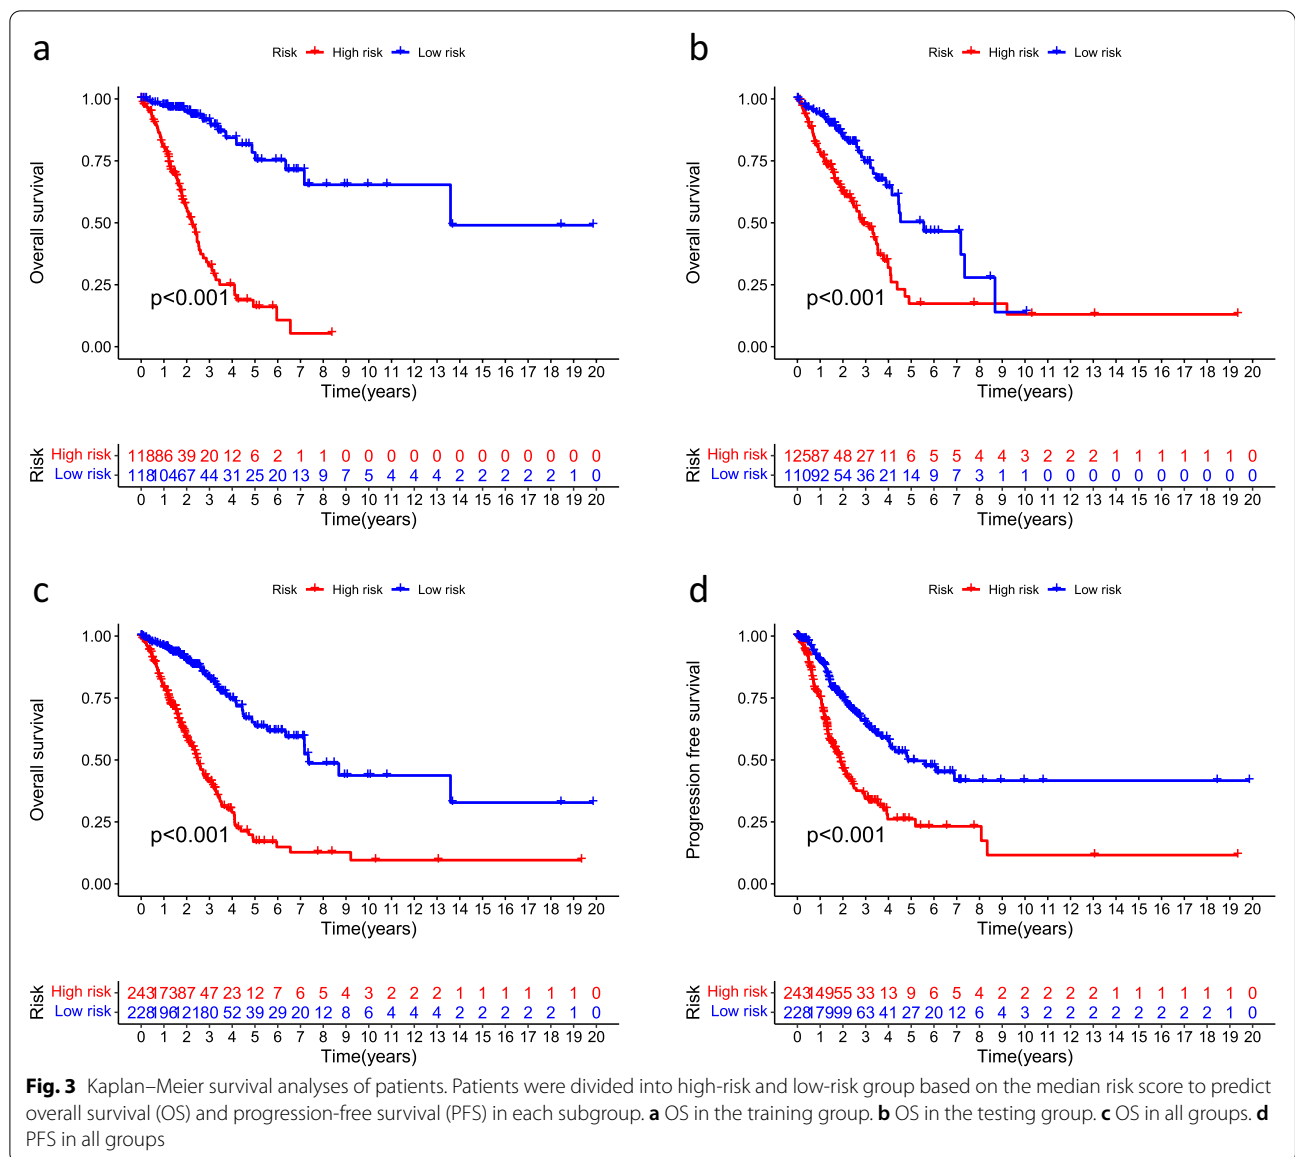 a
Risk High risk Low risk
1.00
0.75
0.50
0.25
0.00
Overall survival
p<0.001
0 1 2 3 4 5 6 7 8 9 10 11 12 13 14 15 16 17 18 19 20
Time(years)
Risk
High risk 118 86 39 20 12 6 2 1 1 0 0 0 0 0 0 0 0 0 0 0 0
Low risk 118 104 67 44 31 25 20 13 9 7 5 4 4 4 2 2 2 2 2 1 0
0 1 2 3 4 5 6 7 8 9 10 11 12 13 14 15 16 17 18 19 20
Time(years)
b
Risk High risk Low risk
1.00
0.75
0.50
0.25
0.00
Overall survival
p<0.001
0 1 2 3 4 5 6 7 8 9 10 11 12 13 14 15 16 17 18 19 20
Time(years)
Risk
High risk 125 87 48 27 11 6 5 5 4 4 3 2 2 2 1 1 1 1 1 1 0
Low risk 110 92 54 36 21 14 9 7 3 1 1 0 0 0 0 0 0 0 0 0 0
0 1 2 3 4 5 6 7 8 9 10 11 12 13 14 15 16 17 18 19 20
Time(years)
c
Risk High risk Low risk
1.00
0.75
0.50
0.25
0.00
Overall survival
p<0.001
0 1 2 3 4 5 6 7 8 9 10 11 12 13 14 15 16 17 18 19 20
Time(years)
Risk
High risk 243 173 87 47 23 12 7 6 5 4 3 2 2 2 1 1 1 1 1 1 0
Low risk 228 196 121 80 52 39 29 20 12 8 6 4 4 4 2 2 2 2 2 1 0
0 1 2 3 4 5 6 7 8 9 10 11 12 13 14 15 16 17 18 19 20
Time(years)
d
Risk High risk Low risk
1.00
0.75
0.50
0.25
0.00
Progression free survival
p<0.001
0 1 2 3 4 5 6 7 8 9 10 11 12 13 14 15 16 17 18 19 20
Time(years)
Risk
High risk 243 149 55 33 13 9 6 5 4 2 2 2 2 2 1 1 1 1 1 1 0
Low risk 228 179 99 63 41 27 20 12 6 4 3 2 2 2 2 2 2 2 2 1 0
0 1 2 3 4 5 6 7 8 9 10 11 12 13 14 15 16 17 18 19 20
Time(years)
Fig. 3 Kaplan–Meier survival analyses of patients. Patients were divided into high-risk and low-risk group based on the median risk score to predict
overall survival (OS) and progression-free survival (PFS) in each subgroup. a OS in the training group. b OS in the testing group. c OS in all groups. d
PFS in all groups